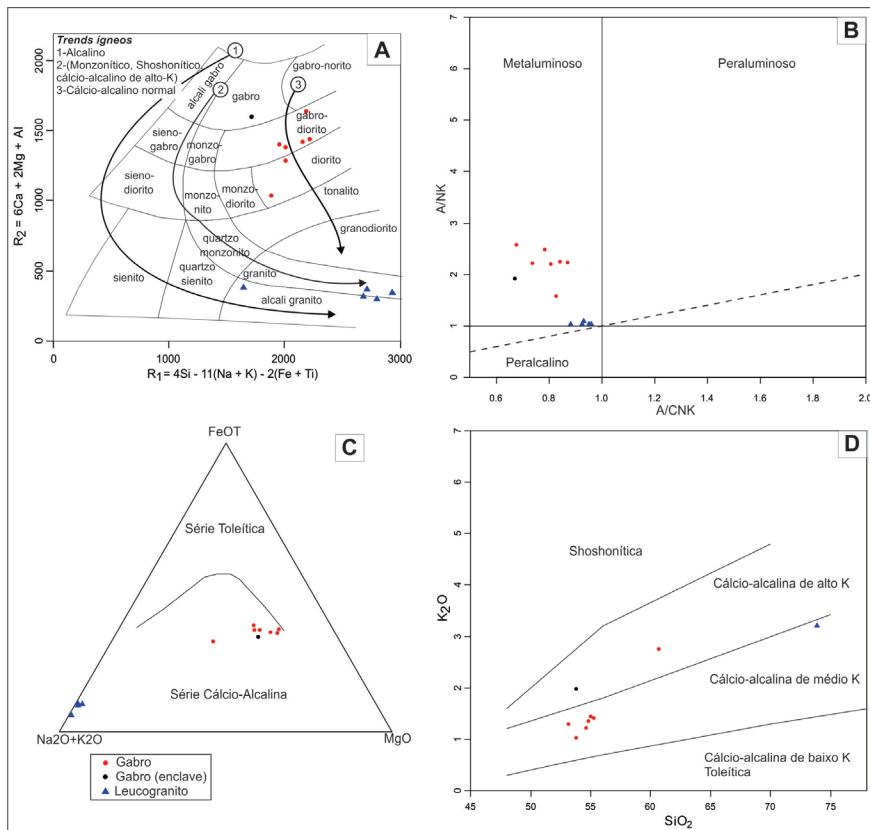 A
Trends ígneos
1-Alcalino
2-(Monzonítico, Shoshonítico,
cálcio-alcalino de alto-K)
3-Cálcio-alcalino normal
1
2
3
alcali gabro
gabro
gabro-norito
gabro-
diorito
sieno-
gabro
monzo-
gabro
diorito
sieno-
diorito
monzo-
nito
monzo-
diorito
tonalito
granodiorito
quartzo
monzonito
sienito
quartzo
sienito
granito
alcali granito
R2 = 6Ca + 2Mg + Al
0
500
1000
1500
2000
0
1000
2000
3000
R1= 4Si - 11(Na + K) - 2(Fe + Ti)
B
Metaluminoso
Peraluminoso
Peralcalino
A/NK
0
1
2
3
4
5
6
7
0.6
0.8
1.0
1.2
1.4
1.6
1.8
2.0
A/CNK
C
FeOT
Série Toleítica
Série Cálcio-Alcalina
Na2O+K2O
MgO
Gabro
Gabro (enclave)
Leucogranito
D
Shoshonítica
Cálcio-alcalina de alto K
Cálcio-alcalina de médio K
Cálcio-alcalina de baixo K
Toleítica
K2O
0
1
2
3
4
5
6
7
45
50
55
60
65
70
75
SiO2